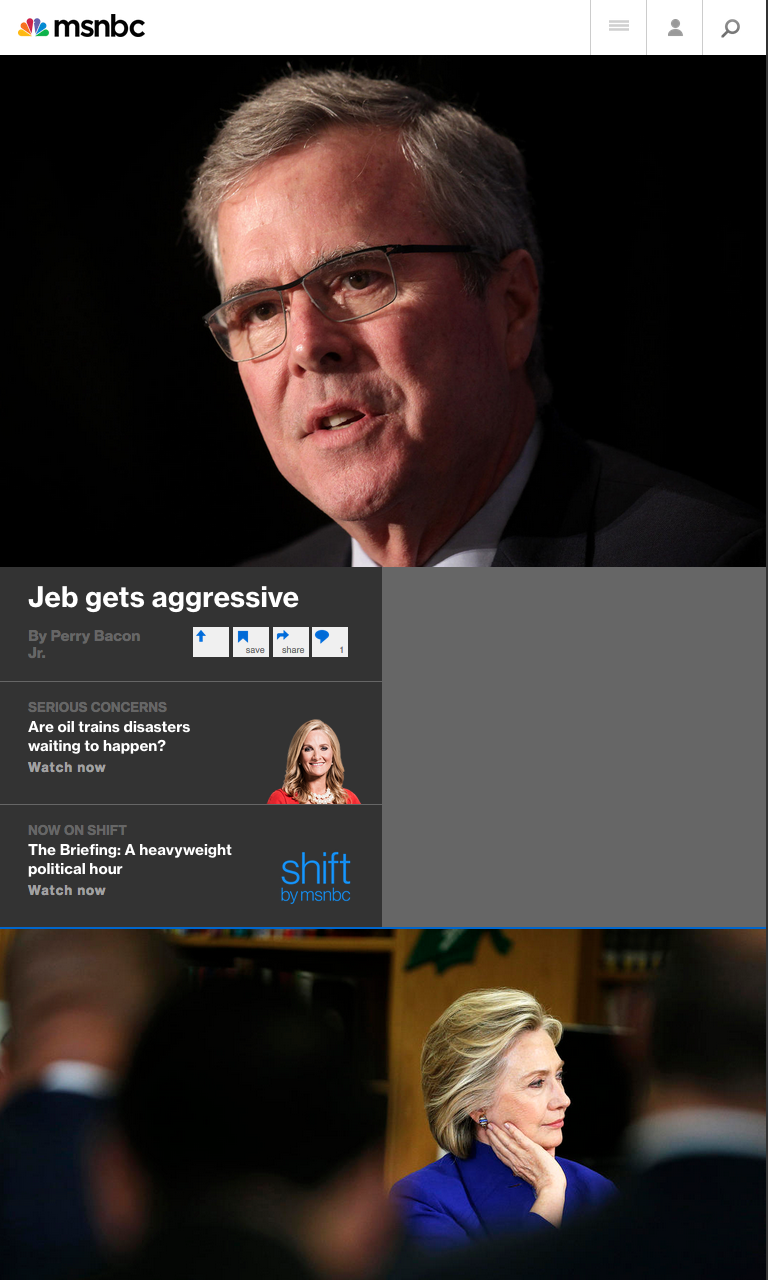 msnbc
Jeb gets aggressive
By Perry Bacon
Jr.
save
share
1
SERIOUS CONCERNS
Are oil trains disasters
waiting to happen?
Watch now
NOW ON SHIFT
The Briefing: A heavyweight
political hour
Watch now
shift
by msnbc